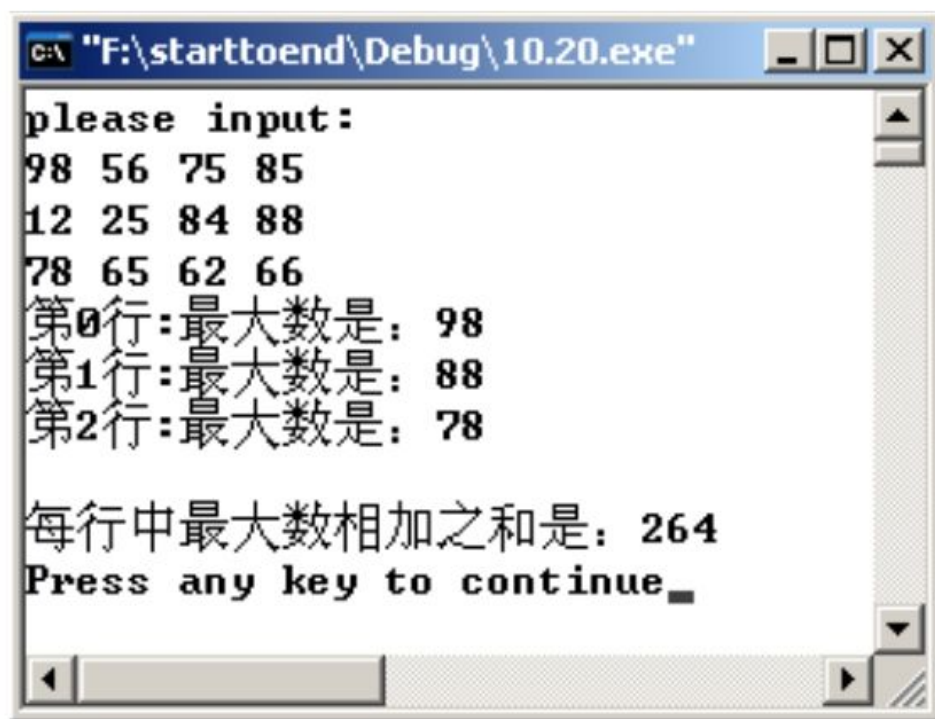 "F:\starttoend\Debug\10.20.exe"
please input:
98 56 75 85
12 25 84 88
78 65 62 66
第0行:最大数是：98
第1行:最大数是：88
第2行:最大数是：78
每行中最大数相加之和是：264
Press any key to continue_